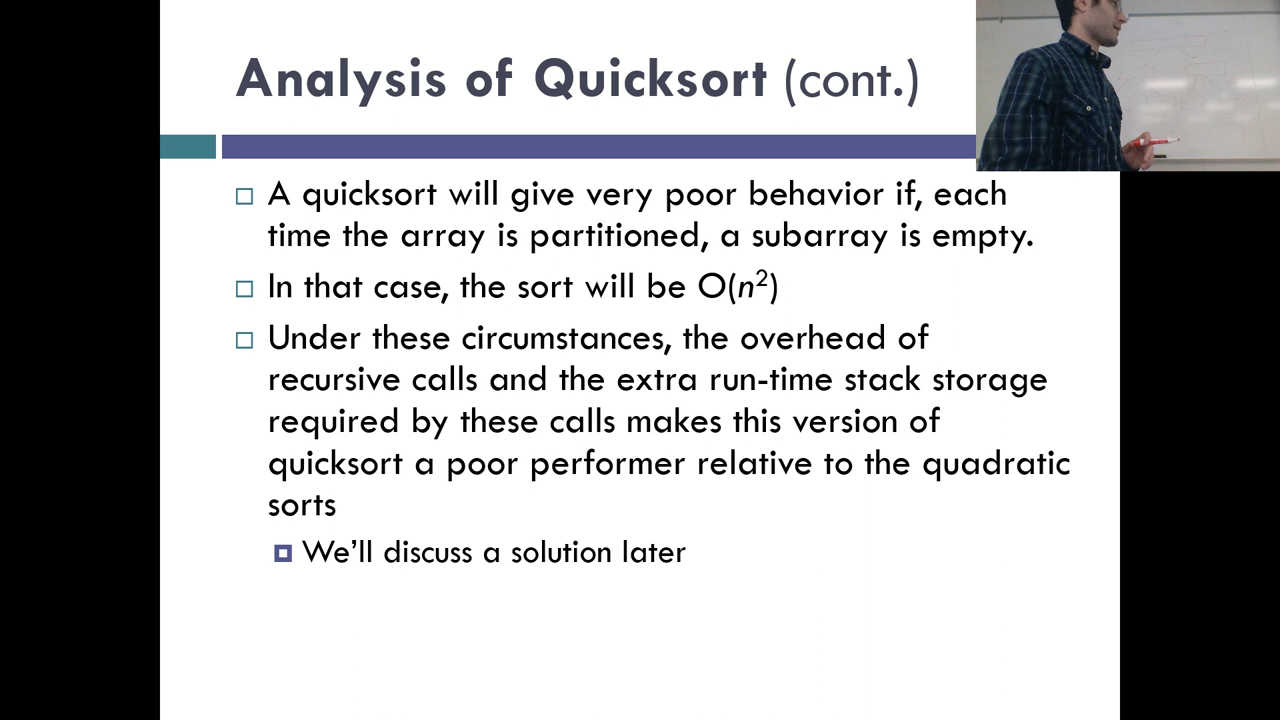 Analysis of Quicksort (cont.)
A quicksort will give very poor behavior if, each
time the array is partitioned, a subarray is empty.
In that case, the sort will be O(n²)
Under these circumstances, the overhead of
recursive calls and the extra run-time stack storage
required by these calls makes this version of
quicksort a poor performer relative to the quadratic
sorts
We'll discuss a solution later